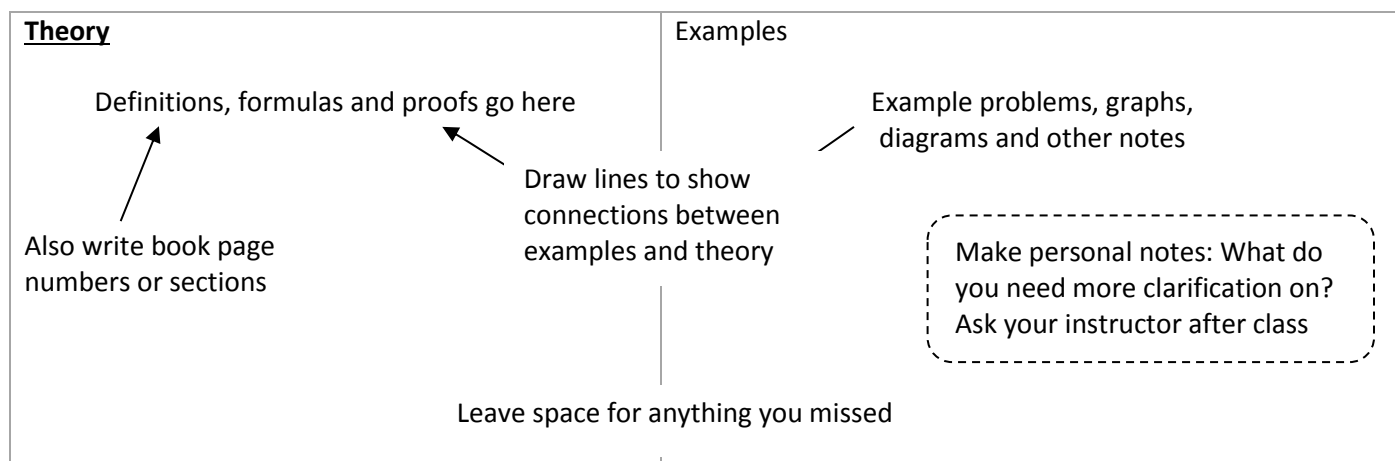 Theory
Examples
Definitions, formulas and proofs go here
Example problems, graphs,
diagrams and other notes
Draw lines to show
connections between
examples and theory
Also write book page
numbers or sections
Make personal notes: What do
you need more clarification on?
Ask your instructor after class
Leave space for anything you missed